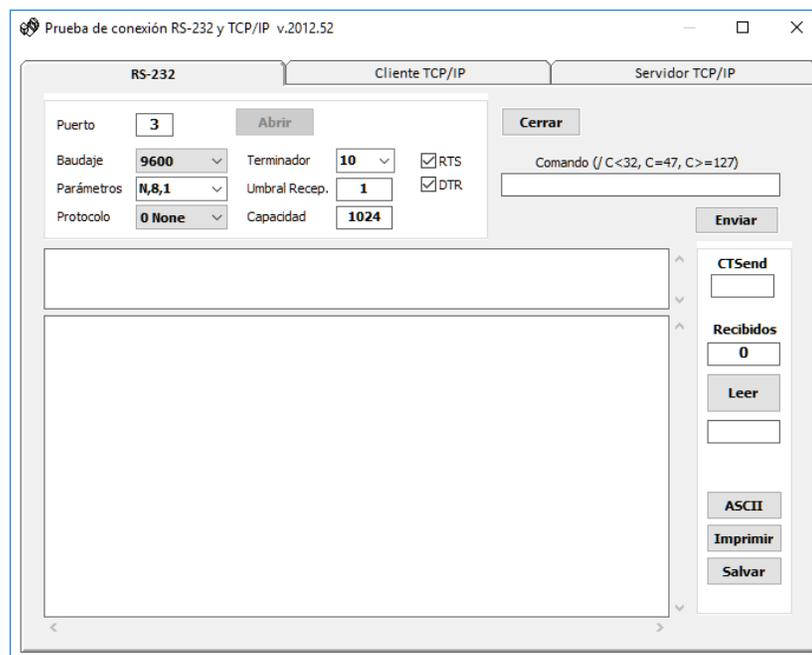 Prueba de conexión RS-232 y TCP/IP v.2012.52
RS-232
Cliente TCP/IP
Servidor TCP/IP
Puerto
3
Abrir
Cerrar
Baudaje
9600
Terminador
10
RTS
Comando (/ C<32, C=47, C>=127)
Parámetros
N,8,1
Umbral Recep.
1
DTR
Protocolo
0 None
Capacidad
1024
Enviar
CTSend
Recibidos
0
Leer
ASCII
Imprimir
Salvar